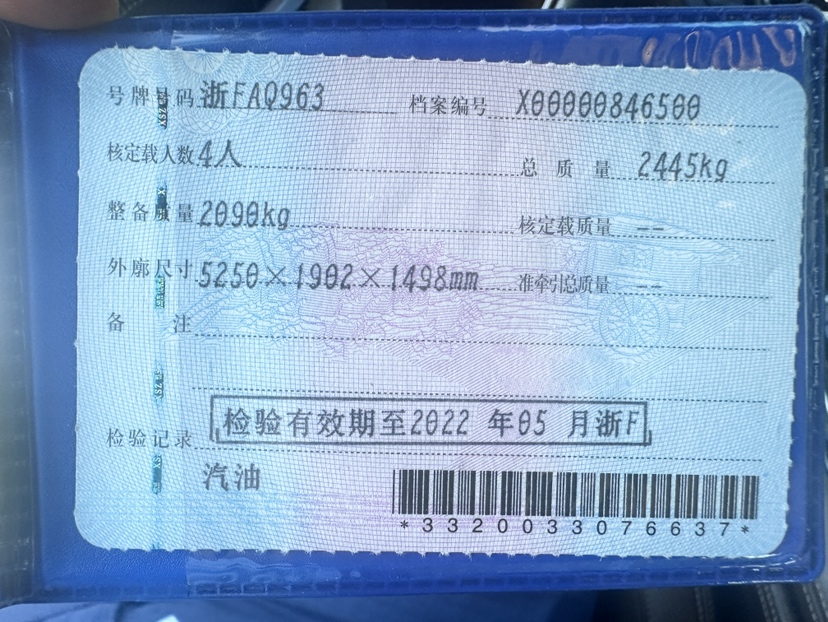 号牌号码 浙FAQ963 档案编号 X00000846500
核定载人数 4人 总质量 2445kg
整备质量 2090kg 核定载质量 --
外廓尺寸 5250×1902×1498mm 准牵引总质量 --
备注
检验有效期至2022 年05 月浙F
检验记录
汽油
*3320033076637*